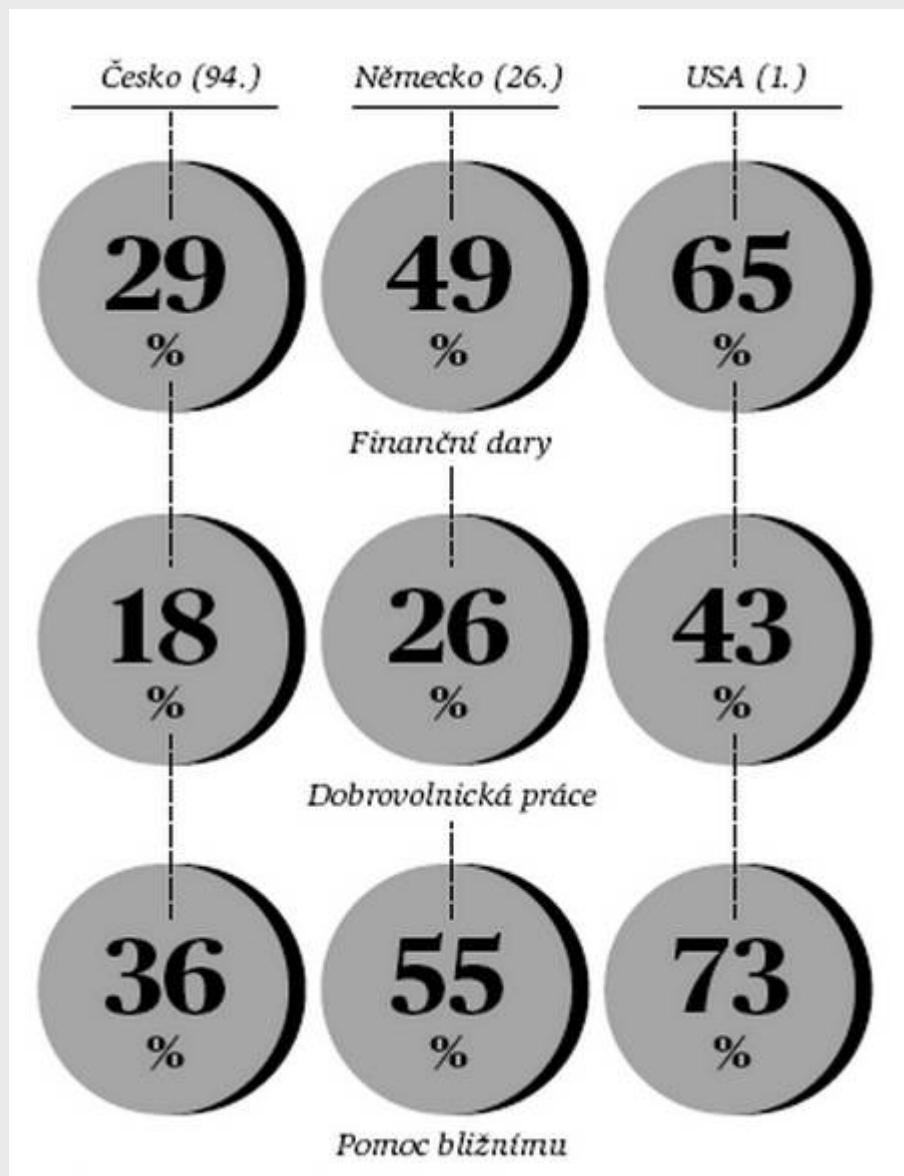 Česko (94.) Německo (26.) USA (1.)
29 49 65
% % %
Finanční dary
18 26 43
% % %
Dobrovolnická práce
36 55 73
% % %
Pomoc bližnímu